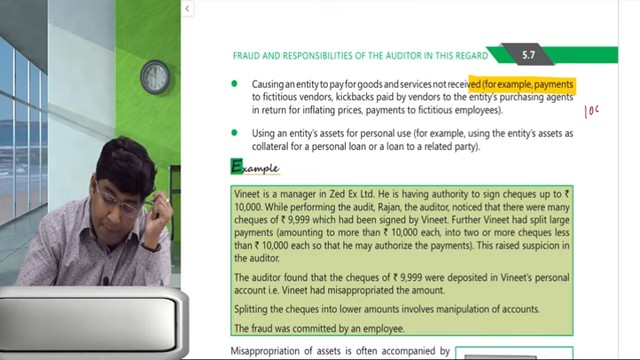 FRAUD AND RESPONSIBILITIES OF THE AUDITOR IN THIS REGARD 5.7
• Causing an entity to pay for goods and services not received (for example, payments
to fictitious vendors, kickbacks paid by vendors to the entity's purchasing agents
in return for inflating prices, payments to fictitious employees).
100
• Using an entity's assets for personal use (for example, using the entity's assets as
collateral for a personal loan or a loan to a related party).
Example
Vineet is a manager in Zed Ex Ltd. He is having authority to sign cheques up to ₹
10,000. While performing the audit, Rajan, the auditor, noticed that there were many
cheques of ₹ 9,999 which had been signed by Vineet. Further Vineet had split large
payments (amounting to more than ₹ 10,000 each, into two or more cheques less
than ₹ 10,000 each so that he may authorize the payments). This raised suspicion in
the auditor.
The auditor found that the cheques of ₹ 9,999 were deposited in Vineet's personal
account i.e. Vineet had misappropriated the amount.
Splitting the cheques into lower amounts involves manipulation of accounts.
The fraud was committed by an employee.
Misappropriation of assets is often accompanied by